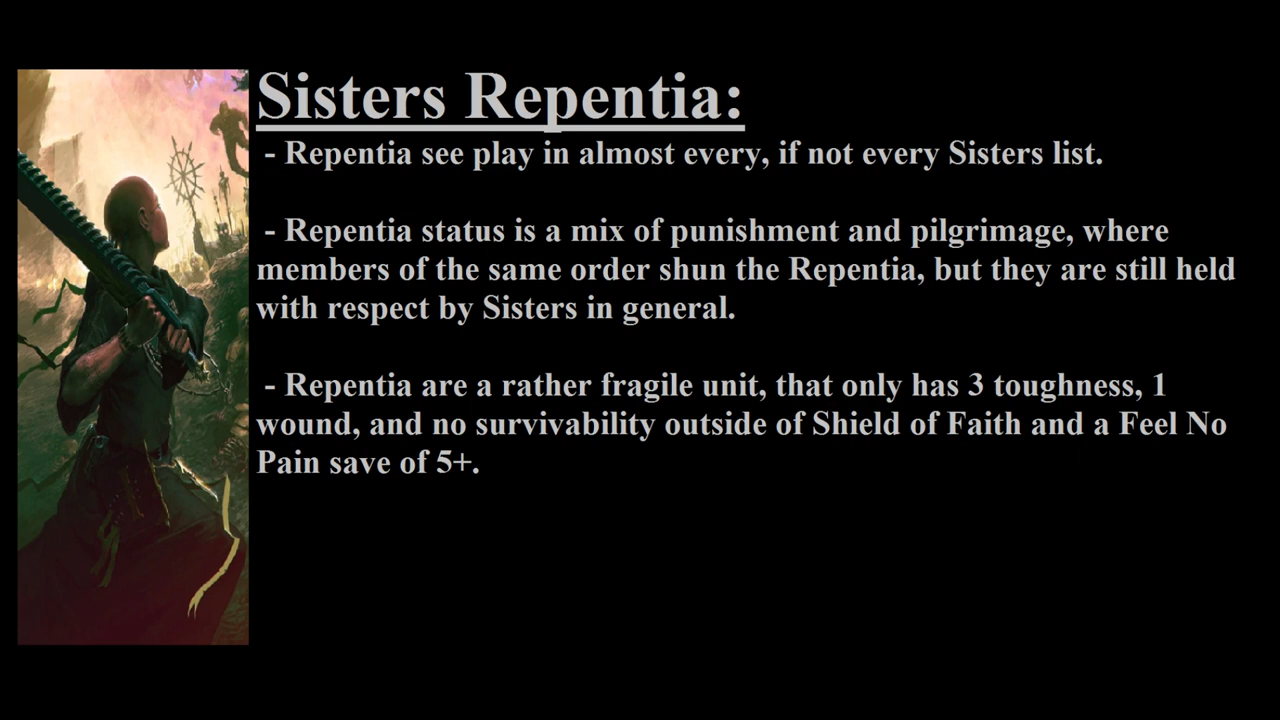 Sisters Repentia:
- Repentia see play in almost every, if not every Sisters list.
- Repentia status is a mix of punishment and pilgrimage, where
members of the same order shun the Repentia, but they are still held
with respect by Sisters in general.
- Repentia are a rather fragile unit, that only has 3 toughness, 1
wound, and no survivability outside of Shield of Faith and a Feel No
Pain save of 5+.